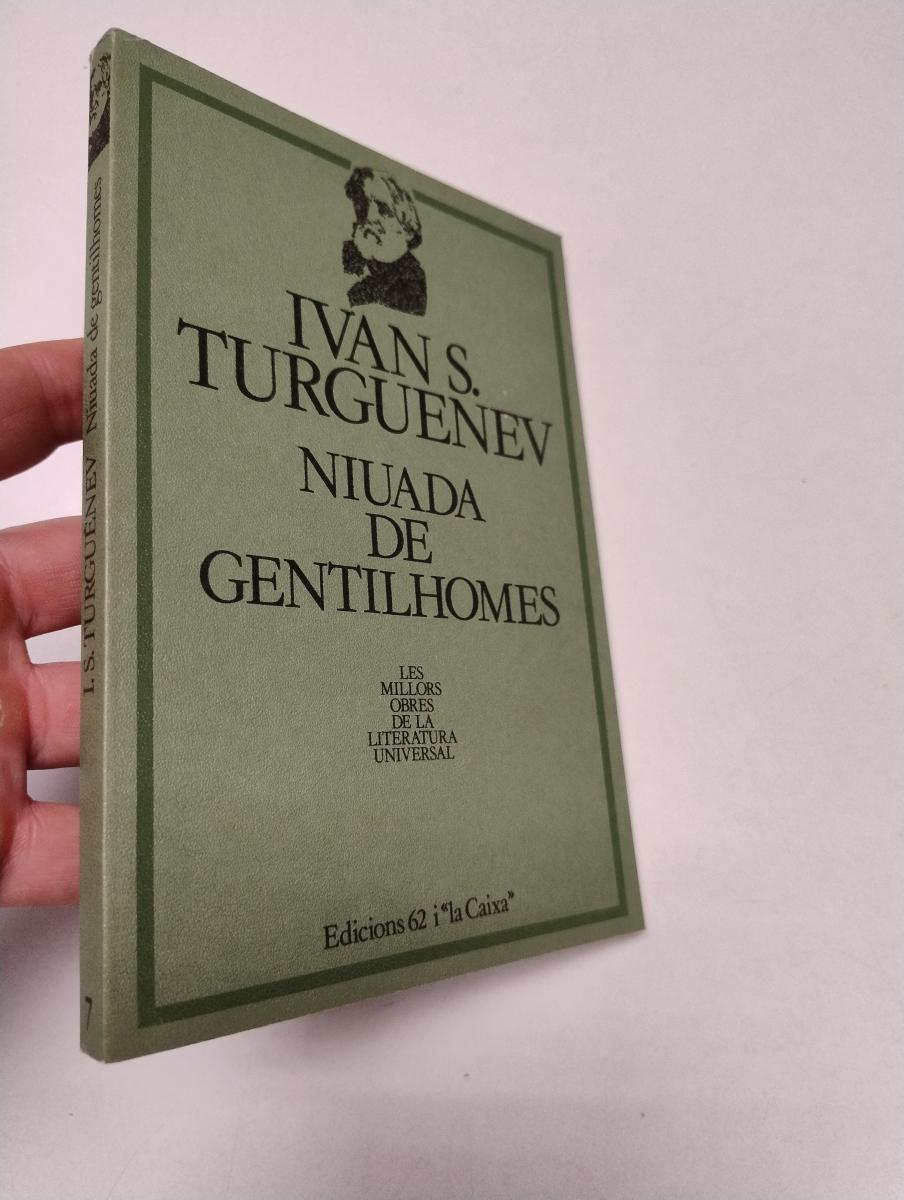 IVAN S.
TURGUENEV
NIUADA
DE
GENTILHOMES
LES
MILLORS
OBRES
DE LA
LITERATURA
UNIVERSAL
Edicions 62 i "la Caixa"
I. S. TURGUÉNEV Niuada de gentilhomes
7